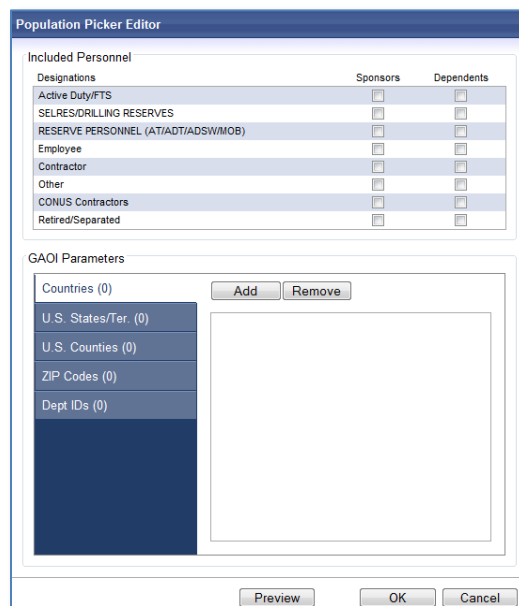 Population Picker Editor
Included Personnel
Designations Sponsors Dependents
Active Duty/FTS
SELRES/DRILLING RESERVES
RESERVE PERSONNEL (AT/ADT/ADSW/MOB)
Employee
Contractor
Other
CONUS Contractors
Retired/Separated
GAOI Parameters
Countries (0) Add Remove
U.S. States/Ter. (0)
U.S. Counties (0)
ZIP Codes (0)
Dept IDs (0)
Preview OK Cancel